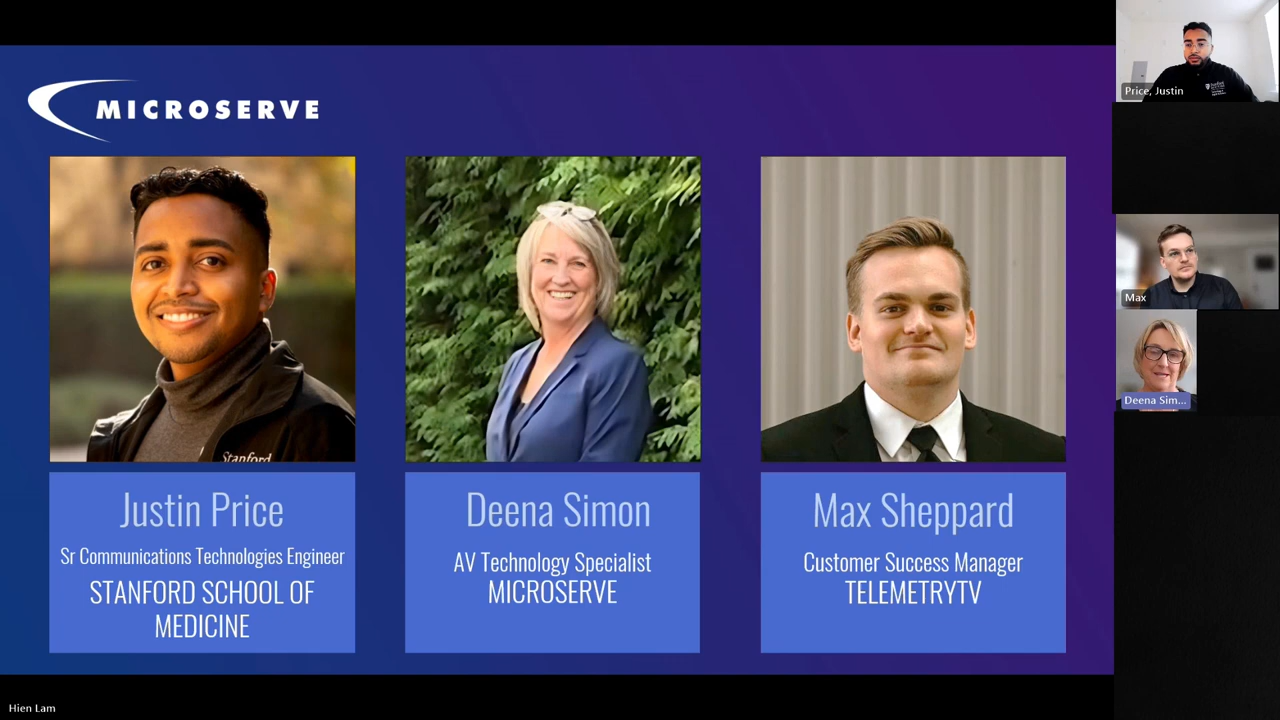 MICROSERVE
Stanford
Justin Price
Sr Communications Technologies Engineer
STANFORD SCHOOL OF
MEDICINE
Deena Simon
AV Technology Specialist
MICROSERVE
Max Sheppard
Customer Success Manager
TELEMETRYTV
Price, Justin
Max
Deena Sim...
Hien Lam